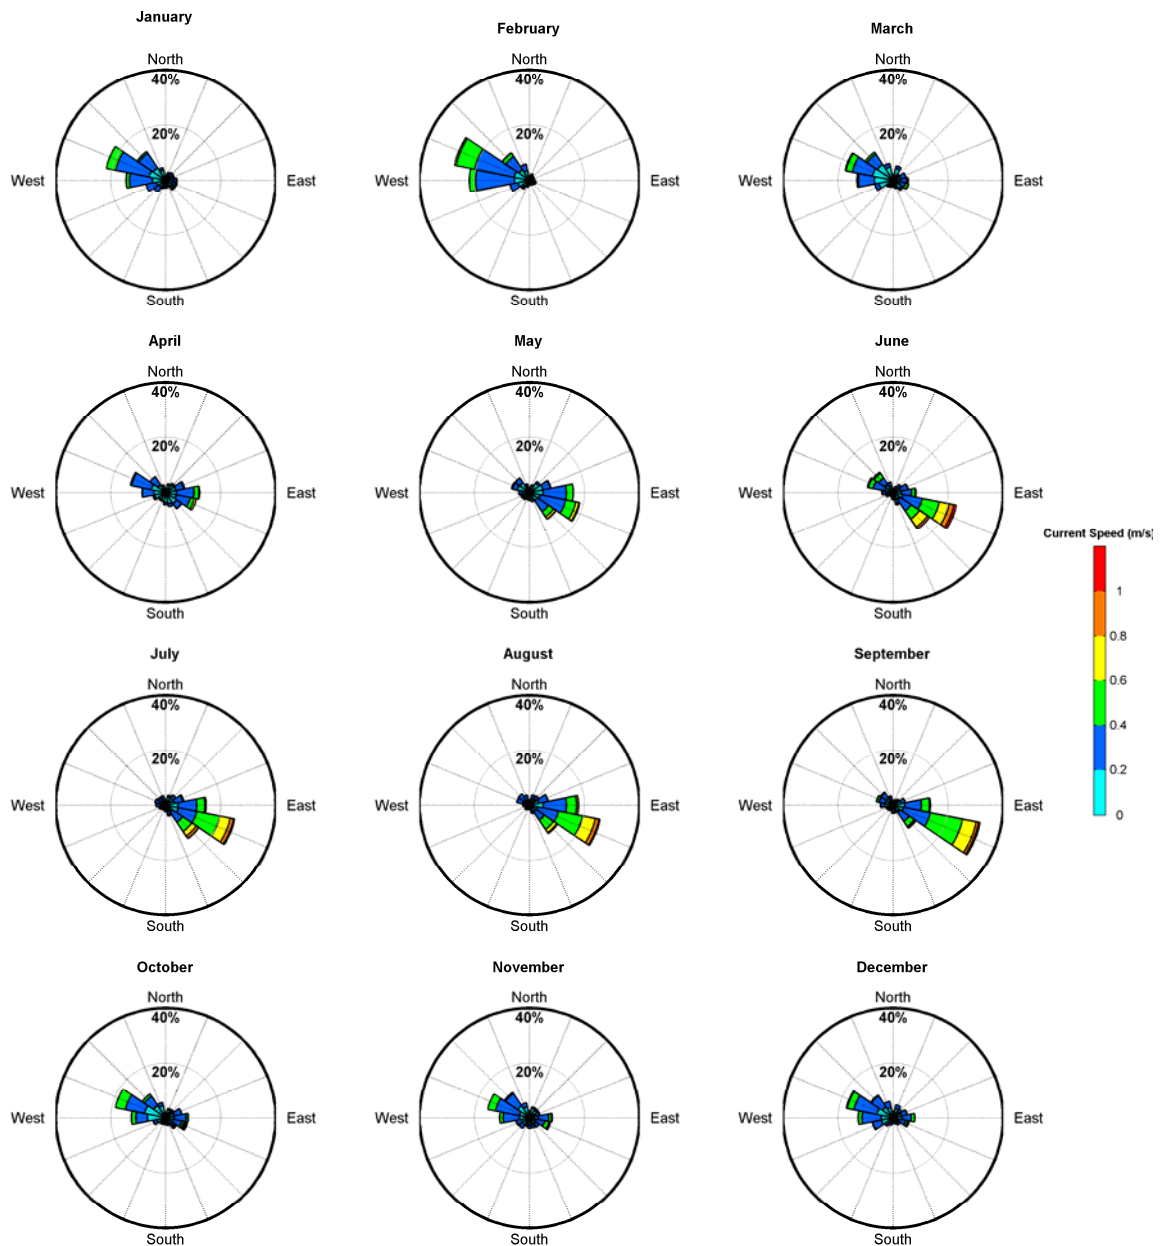 January
February
March
North
40%
20%
West
East
South
North
40%
20%
West
East
South
North
40%
20%
West
East
South
April
May
June
North
40%
20%
West
East
South
North
40%
20%
West
East
South
North
40%
20%
West
East
South
Current Speed (m/s)
1
0.8
0.6
0.4
0.2
0
July
August
September
North
40%
20%
West
East
South
North
40%
20%
West
East
South
North
40%
20%
West
East
South
October
November
December
North
40%
20%
West
East
South
North
40%
20%
West
East
South
North
40%
20%
West
East
South